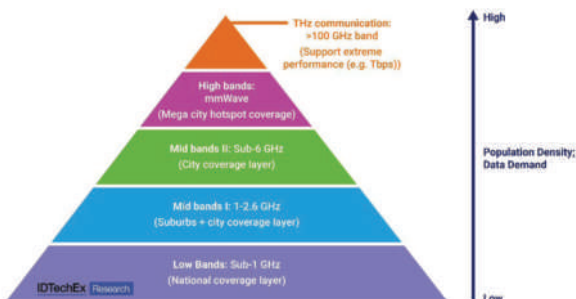 THz communication:
>100 GHz band
(Support extreme
performance (e.g. Tbps))
High
High bands:
mmWave
(Mega city hotspot coverage)
Mid bands II: Sub-6 GHz
(City coverage layer)
Population Density;
Data Demand
Mid bands I: 1-2.6 GHz
(Suburbs + city coverage layer)
Low Bands: Sub-1 GHz
(National coverage layer)
IDTechEx Research
Low